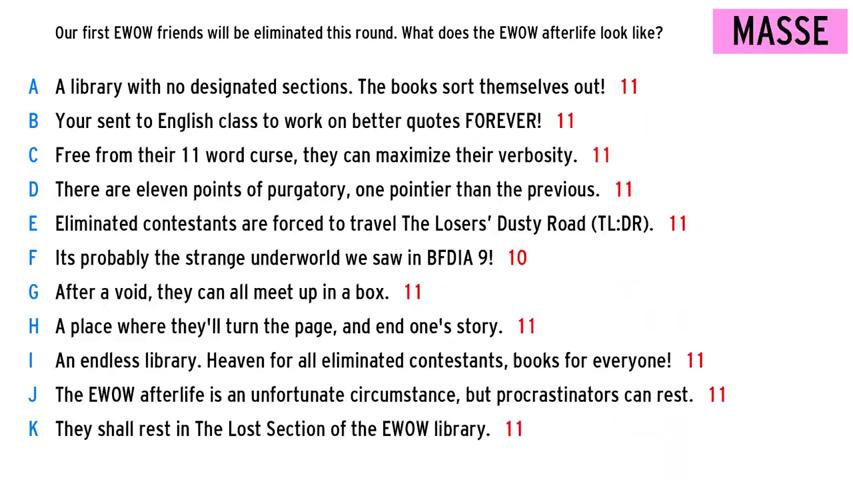 Our first EWOW friends will be eliminated this round. What does the EWOW afterlife look like?
MASSE
A A library with no designated sections. The books sort themselves out! 11
B Your sent to English class to work on better quotes FOREVER! 11
C Free from their 11 word curse, they can maximize their verbosity. 11
D There are eleven points of purgatory, one pointier than the previous. 11
E Eliminated contestants are forced to travel The Losers' Dusty Road (TL:DR). 11
F Its probably the strange underworld we saw in BFDIA 9! 10
G After a void, they can all meet up in a box. 11
H A place where they'll turn the page, and end one's story. 11
I An endless library. Heaven for all eliminated contestants, books for everyone! 11
J The EWOW afterlife is an unfortunate circumstance, but procrastinators can rest. 11
K They shall rest in The Lost Section of the EWOW library. 11